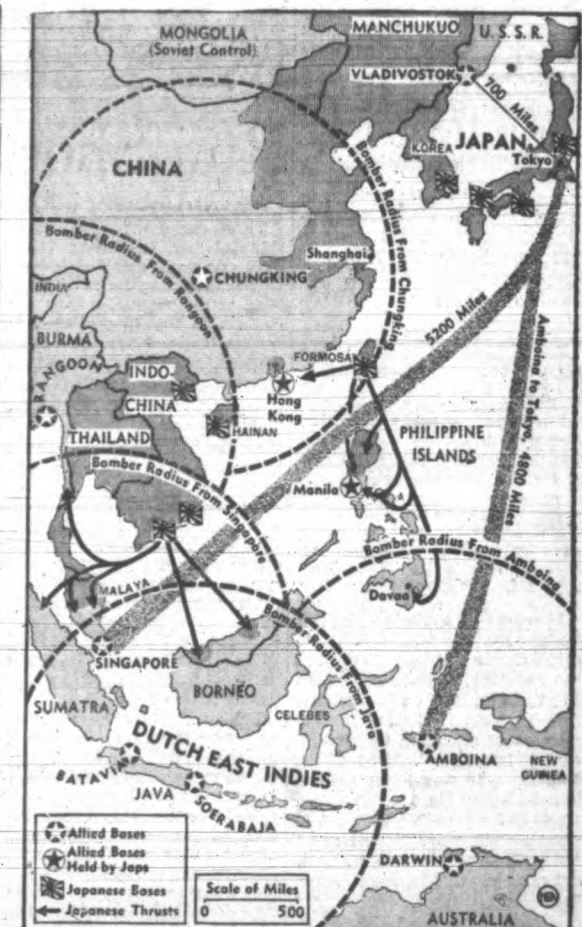 MONGOLIA
(Soviet Control)
MANCHUKUO
U. S. S. R.
VLADIVOSTOK
700 Miles
KOREA
JAPAN
Tokyo
CHINA
Bomber Radius From Chungking
Shanghai
Bomber Radius From Rangoon
CHUNGKING
INDIA
BURMA
RANGOON
INDO-
CHINA
FORMOSA
Hong
Kong
HAINAN
5200 Miles
Amboina to Tokyo, 4800 Miles
THAILAND
PHILIPPINE
ISLANDS
Bomber Radius From Singapore
Manila
Bomber Radius From Amboina
Davao
MALAYA
Bomber Radius From Java
SINGAPORE
BORNEO
SUMATRA
CELEBES
DUTCH EAST INDIES
AMBOINA
NEW
GUINEA
BATAVIA
JAVA
SOERABAJA
Allied Bases
Allied Bases
Held by Japs
Japanese Bases
Japanese Thrusts
Scale of Miles
0 500
DARWIN
AUSTRALIA